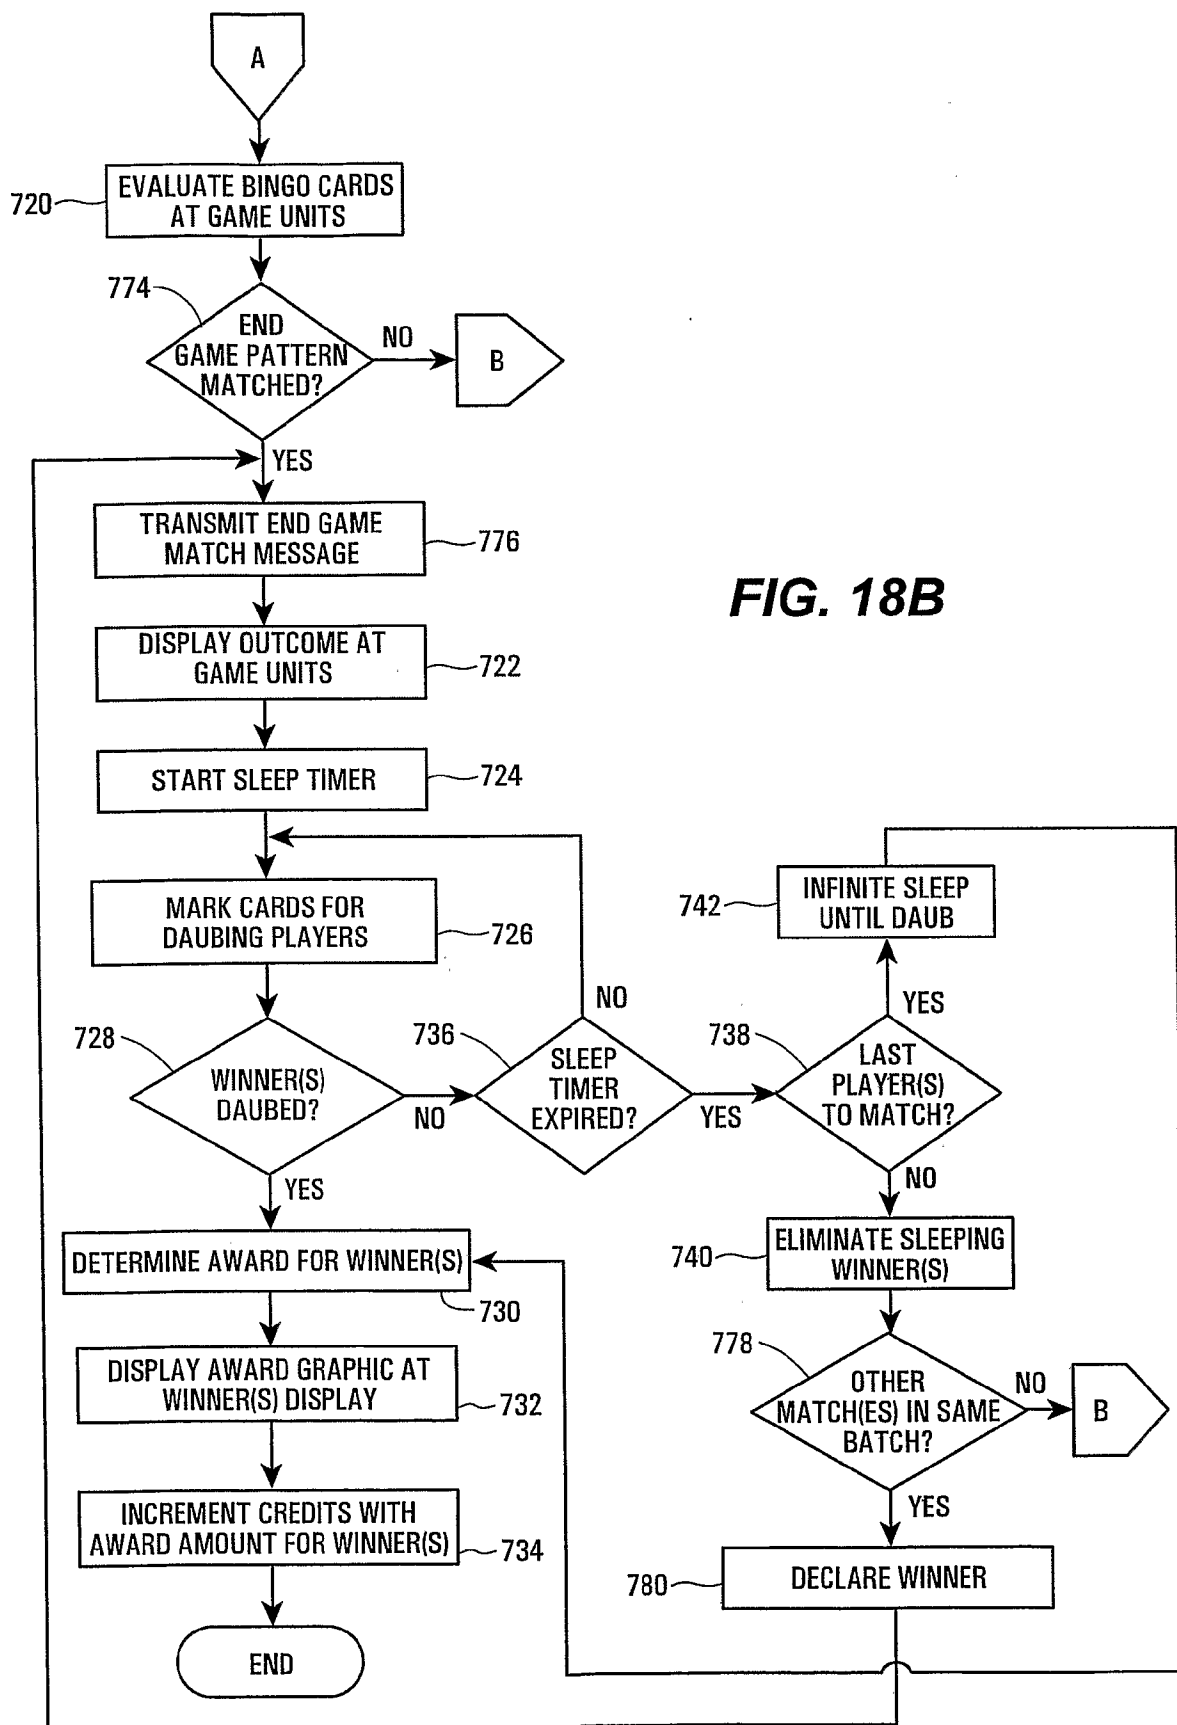 A
720
EVALUATE BINGO CARDS
AT GAME UNITS
774
END
GAME PATTERN
MATCHED?
NO
B
YES
TRANSMIT END GAME
MATCH MESSAGE
776
FIG. 18B
DISPLAY OUTCOME AT
GAME UNITS
722
START SLEEP TIMER
724
MARK CARDS FOR
DAUBING PLAYERS
726
742
INFINITE SLEEP
UNTIL DAUB
728
WINNER(S)
DAUBED?
NO
736
SLEEP
TIMER
EXPIRED?
NO
YES
738
LAST
PLAYER(S)
TO MATCH?
YES
NO
YES
DETERMINE AWARD FOR WINNER(S)
730
740
ELIMINATE SLEEPING
WINNER(S)
DISPLAY AWARD GRAPHIC AT
WINNER(S) DISPLAY
732
778
OTHER
MATCH(ES) IN SAME
BATCH?
NO
B
YES
INCREMENT CREDITS WITH
AWARD AMOUNT FOR WINNER(S)
734
780
DECLARE WINNER
END